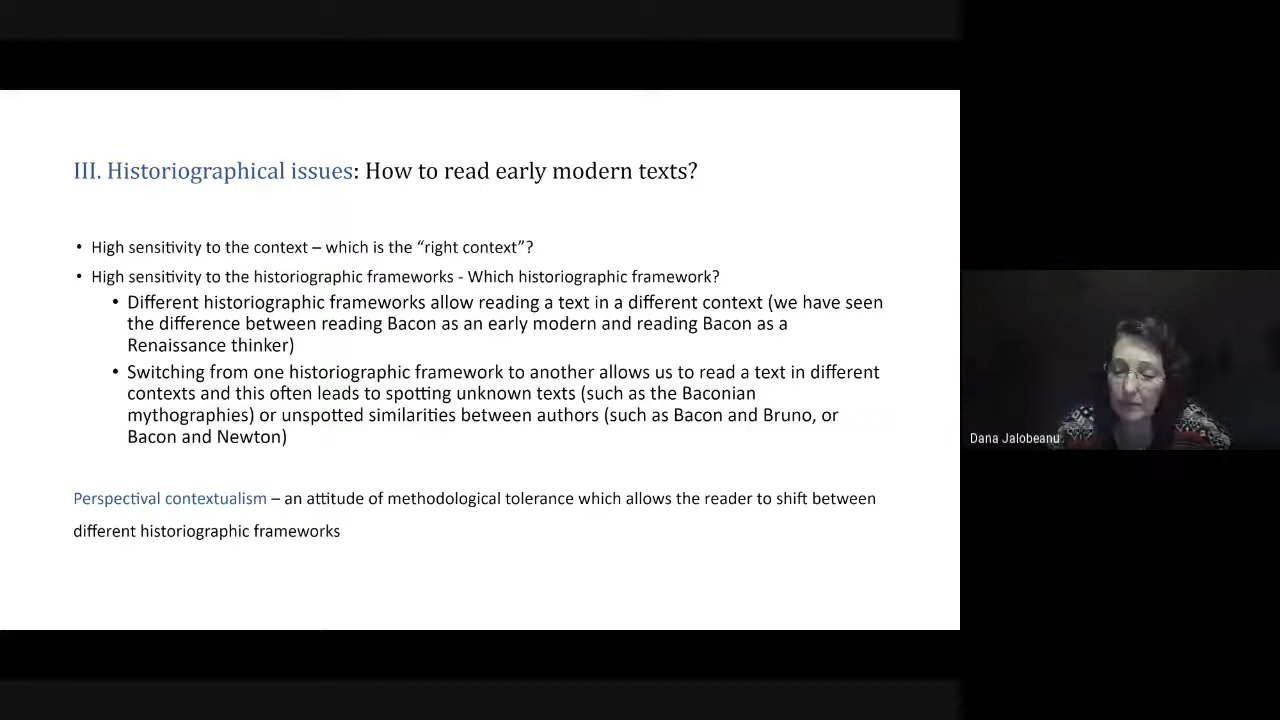 III. Historiographical issues: How to read early modern texts?
• High sensitivity to the context – which is the “right context”?
• High sensitivity to the historiographic frameworks - Which historiographic framework?
• Different historiographic frameworks allow reading a text in a different context (we have seen
the difference between reading Bacon as an early modern and reading Bacon as a
Renaissance thinker)
• Switching from one historiographic framework to another allows us to read a text in different
contexts and this often leads to spotting unknown texts (such as the Baconian
mythographies) or unspotted similarities between authors (such as Bacon and Bruno, or
Bacon and Newton)
Perspectival contextualism – an attitude of methodological tolerance which allows the reader to shift between
different historiographic frameworks
Dana Jalobeanu